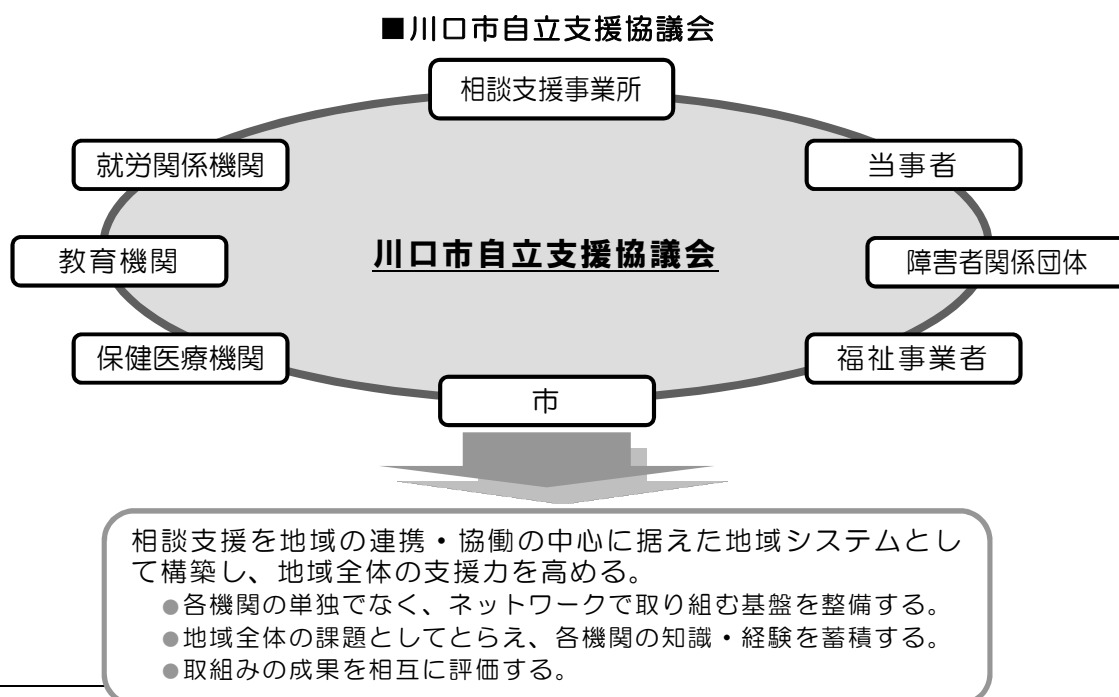 ■川口市自立支援協議会
相談支援事業所
就労関係機関
当事者
教育機関
川口市自立支援協議会
障害者関係団体
保健医療機関
福祉事業者
市
相談支援を地域の連携・協働の中心に据えた地域システムとし
て構築し、地域全体の支援力を高める。
●各機関の単独でなく、ネットワークで取り組む基盤を整備する。
●地域全体の課題としてとらえ、各機関の知識・経験を蓄積する。
●取組みの成果を相互に評価する。